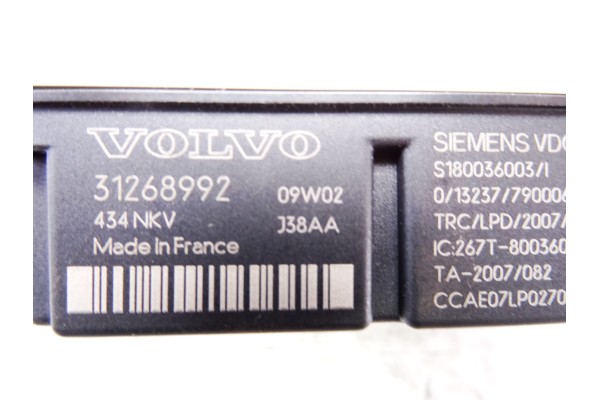 VOLVO
31268992 09W02
434 NKV J38AA
Made in France
SIEMENS VDO
S180036003/I
0/13237/790006
TRC/LPD/2007/
IC:267T-800360
TA-2007/082
CCAE07LP0270